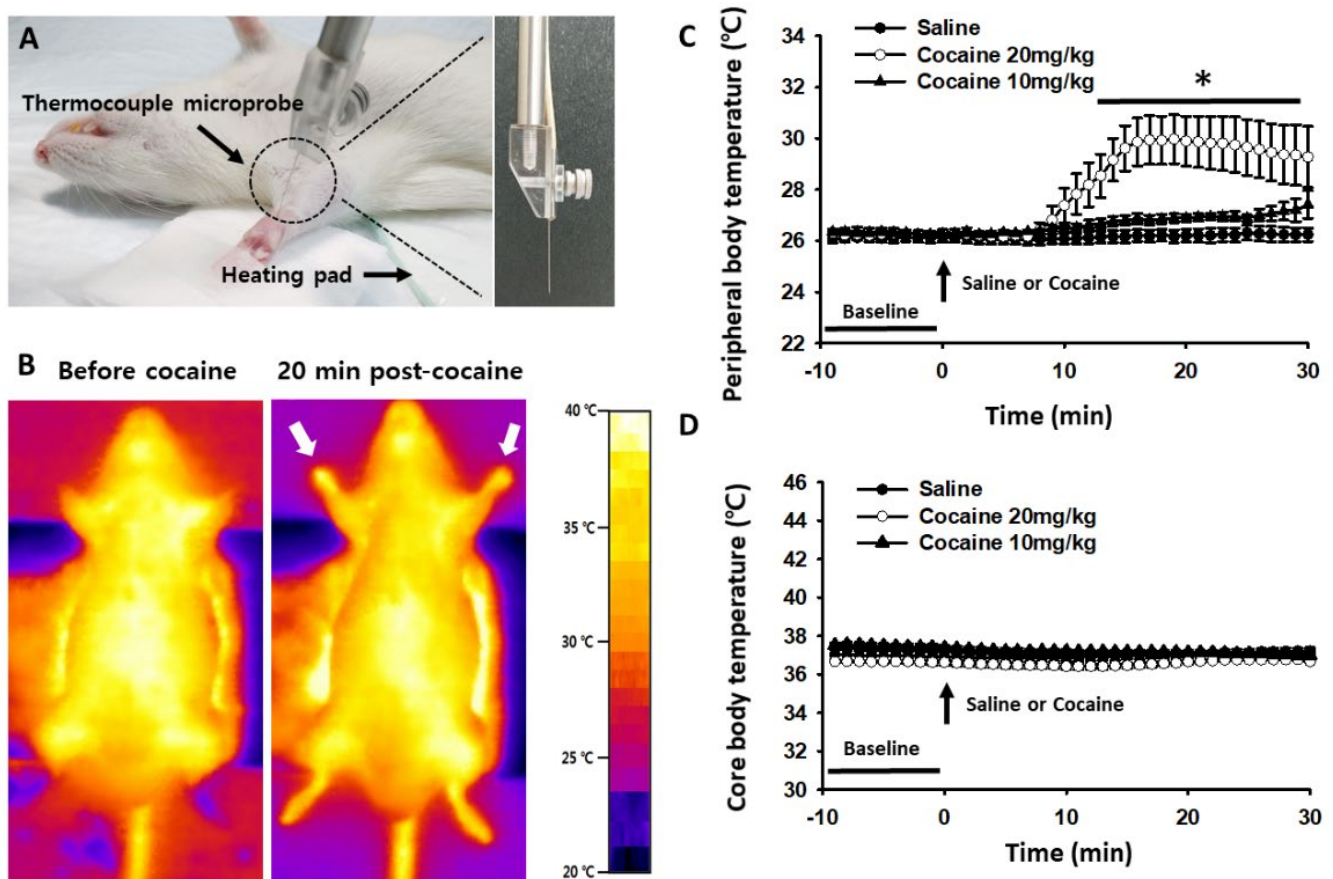 A
Thermocouple microprobe
Heating pad
B
Before cocaine
20 min post-cocaine
40 ℃
35 ℃
30 ℃
25 ℃
20 ℃
C
Peripheral body temperature (℃)
34
32
30
28
26
24
22
Saline
Cocaine 20mg/kg
Cocaine 10mg/kg
*
Saline or Cocaine
Baseline
-10
0
10
20
30
Time (min)
D
Core body temperature (℃)
46
44
42
40
38
36
34
32
30
Saline
Cocaine 20mg/kg
Cocaine 10mg/kg
Saline or Cocaine
Baseline
-10
0
10
20
30
Time (min)